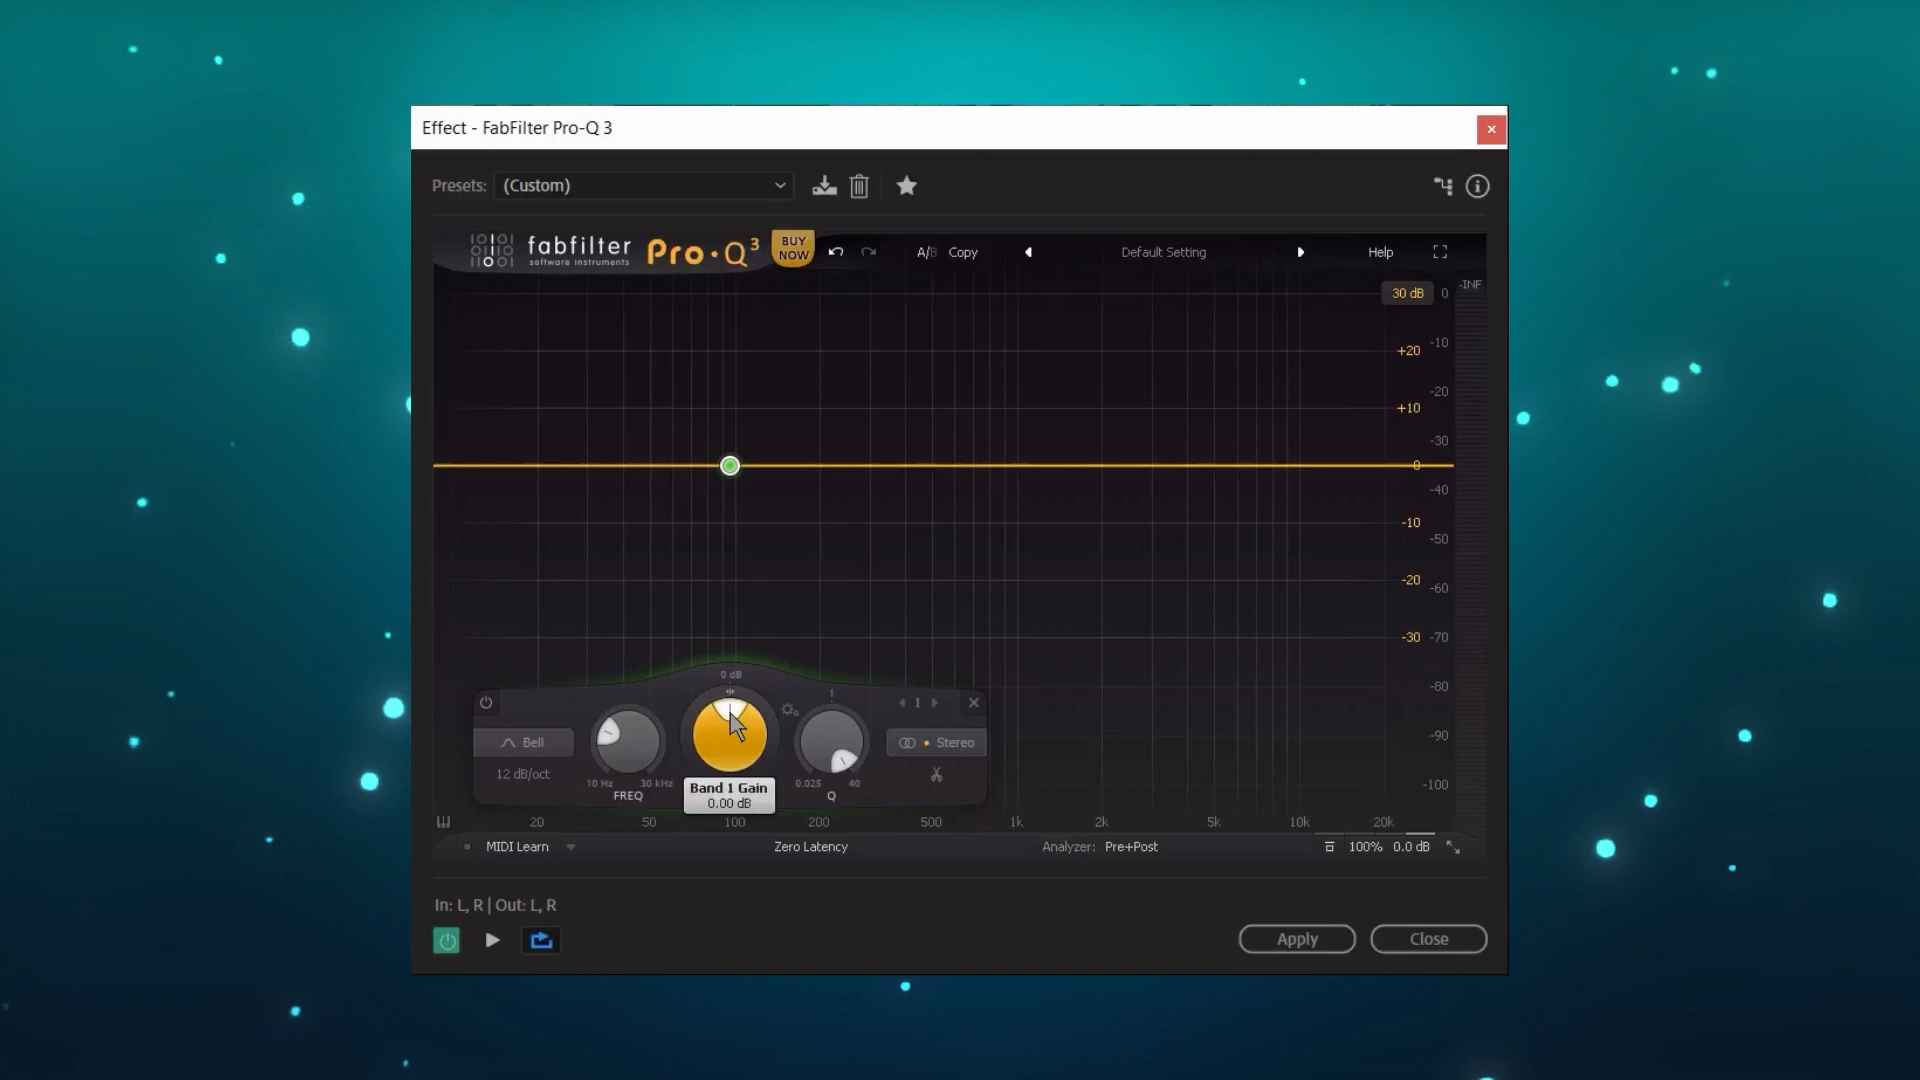 Effect - FabFilter Pro-Q 3
×
Presets: (Custom)
fabfilter
software instruments
Pro·Q3
BUY NOW
A/B Copy
Default Setting
Help
30 dB 0 -INF
+20 -10
-20
+10
-30
0
-40
-10
-50
-20 -60
-30 -70
-80
-90
-100
0 dB
1
1
Bell
12 dB/oct
10 Hz 30 kHz
FREQ
Band 1 Gain
0.00 dB
0.025 40
Q
Stereo
20 50 100 200 500 1k 2k 5k 10k 20k
MIDI Learn
Zero Latency
Analyzer: Pre+Post
100% 0.0 dB
In: L, R | Out: L, R
Apply
Close